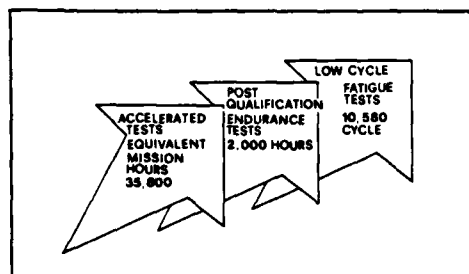 ACCELERATED
TESTS
EQUIVALENT
MISSION
HOURS
35,800
POST
QUALIFICATION
ENDURANCE
TESTS
2,000 HOURS
LOW CYCLE
FATIGUE
TESTS
10,580
CYCLE